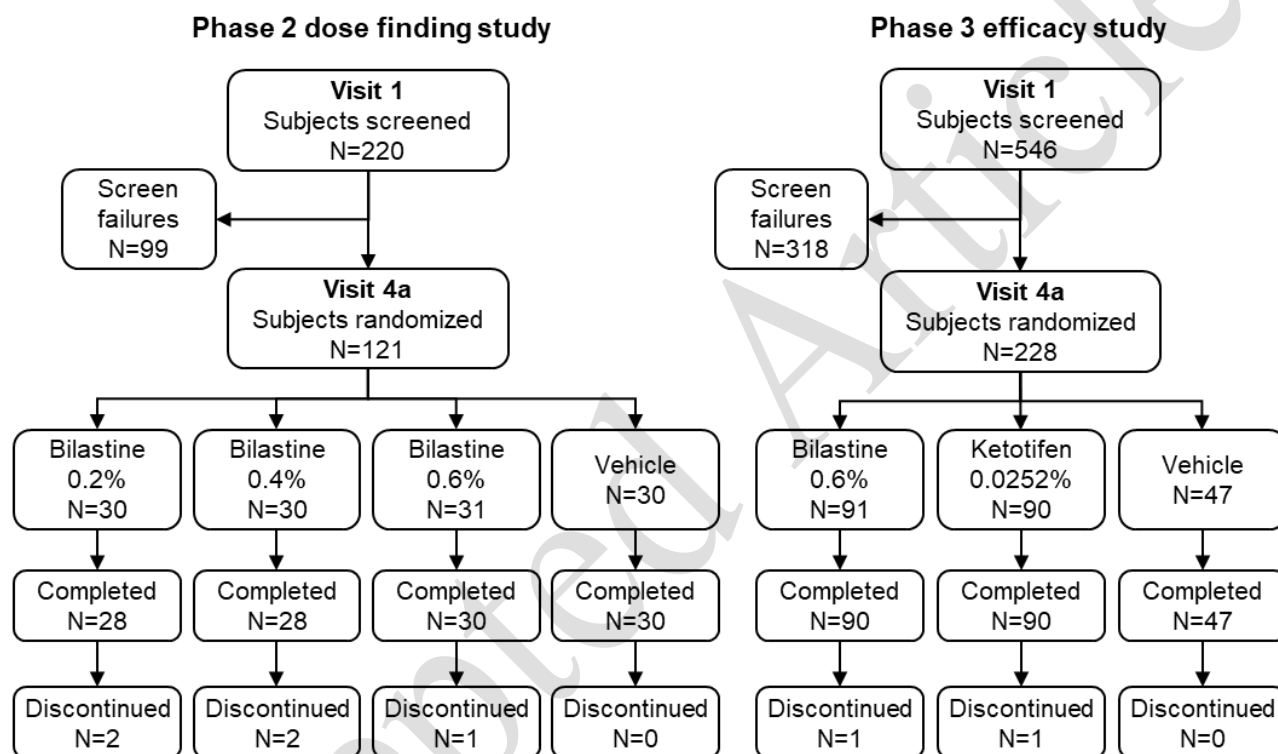 Phase 2 dose finding study
Visit 1
Subjects screened
N=220
Screen
failures
N=99
Visit 4a
Subjects randomized
N=121
Bilastine
0.2%
N=30
Bilastine
0.4%
N=30
Bilastine
0.6%
N=31
Vehicle
N=30
Completed
N=28
Completed
N=28
Completed
N=30
Completed
N=30
Discontinued
N=2
Discontinued
N=2
Discontinued
N=1
Discontinued
N=0
Phase 3 efficacy study
Visit 1
Subjects screened
N=546
Screen
failures
N=318
Visit 4a
Subjects randomized
N=228
Bilastine
0.6%
N=91
Ketotifen
0.0252%
N=90
Vehicle
N=47
Completed
N=90
Completed
N=90
Completed
N=47
Discontinued
N=1
Discontinued
N=1
Discontinued
N=0
pted Article